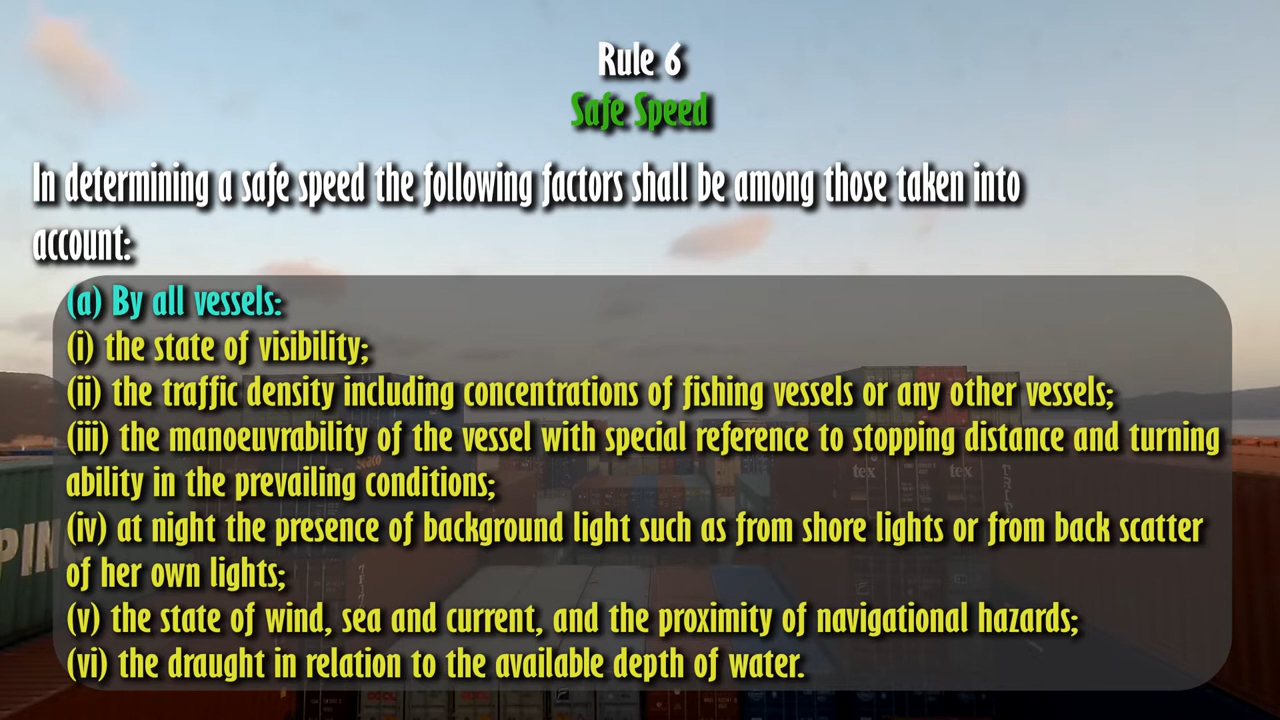 Rule 6
Safe Speed
In determining a safe speed the following factors shall be among those taken into
account:
(a) By all vessels:
(i) the state of visibility;
(ii) the traffic density including concentrations of fishing vessels or any other vessels;
(iii) the manoeuvrability of the vessel with special reference to stopping distance and turning
ability in the prevailing conditions;
(iv) at night the presence of background light such as from shore lights or from back scatter
of her own lights;
(v) the state of wind, sea and current, and the proximity of navigational hazards;
(vi) the draught in relation to the available depth of water.
tex
tex